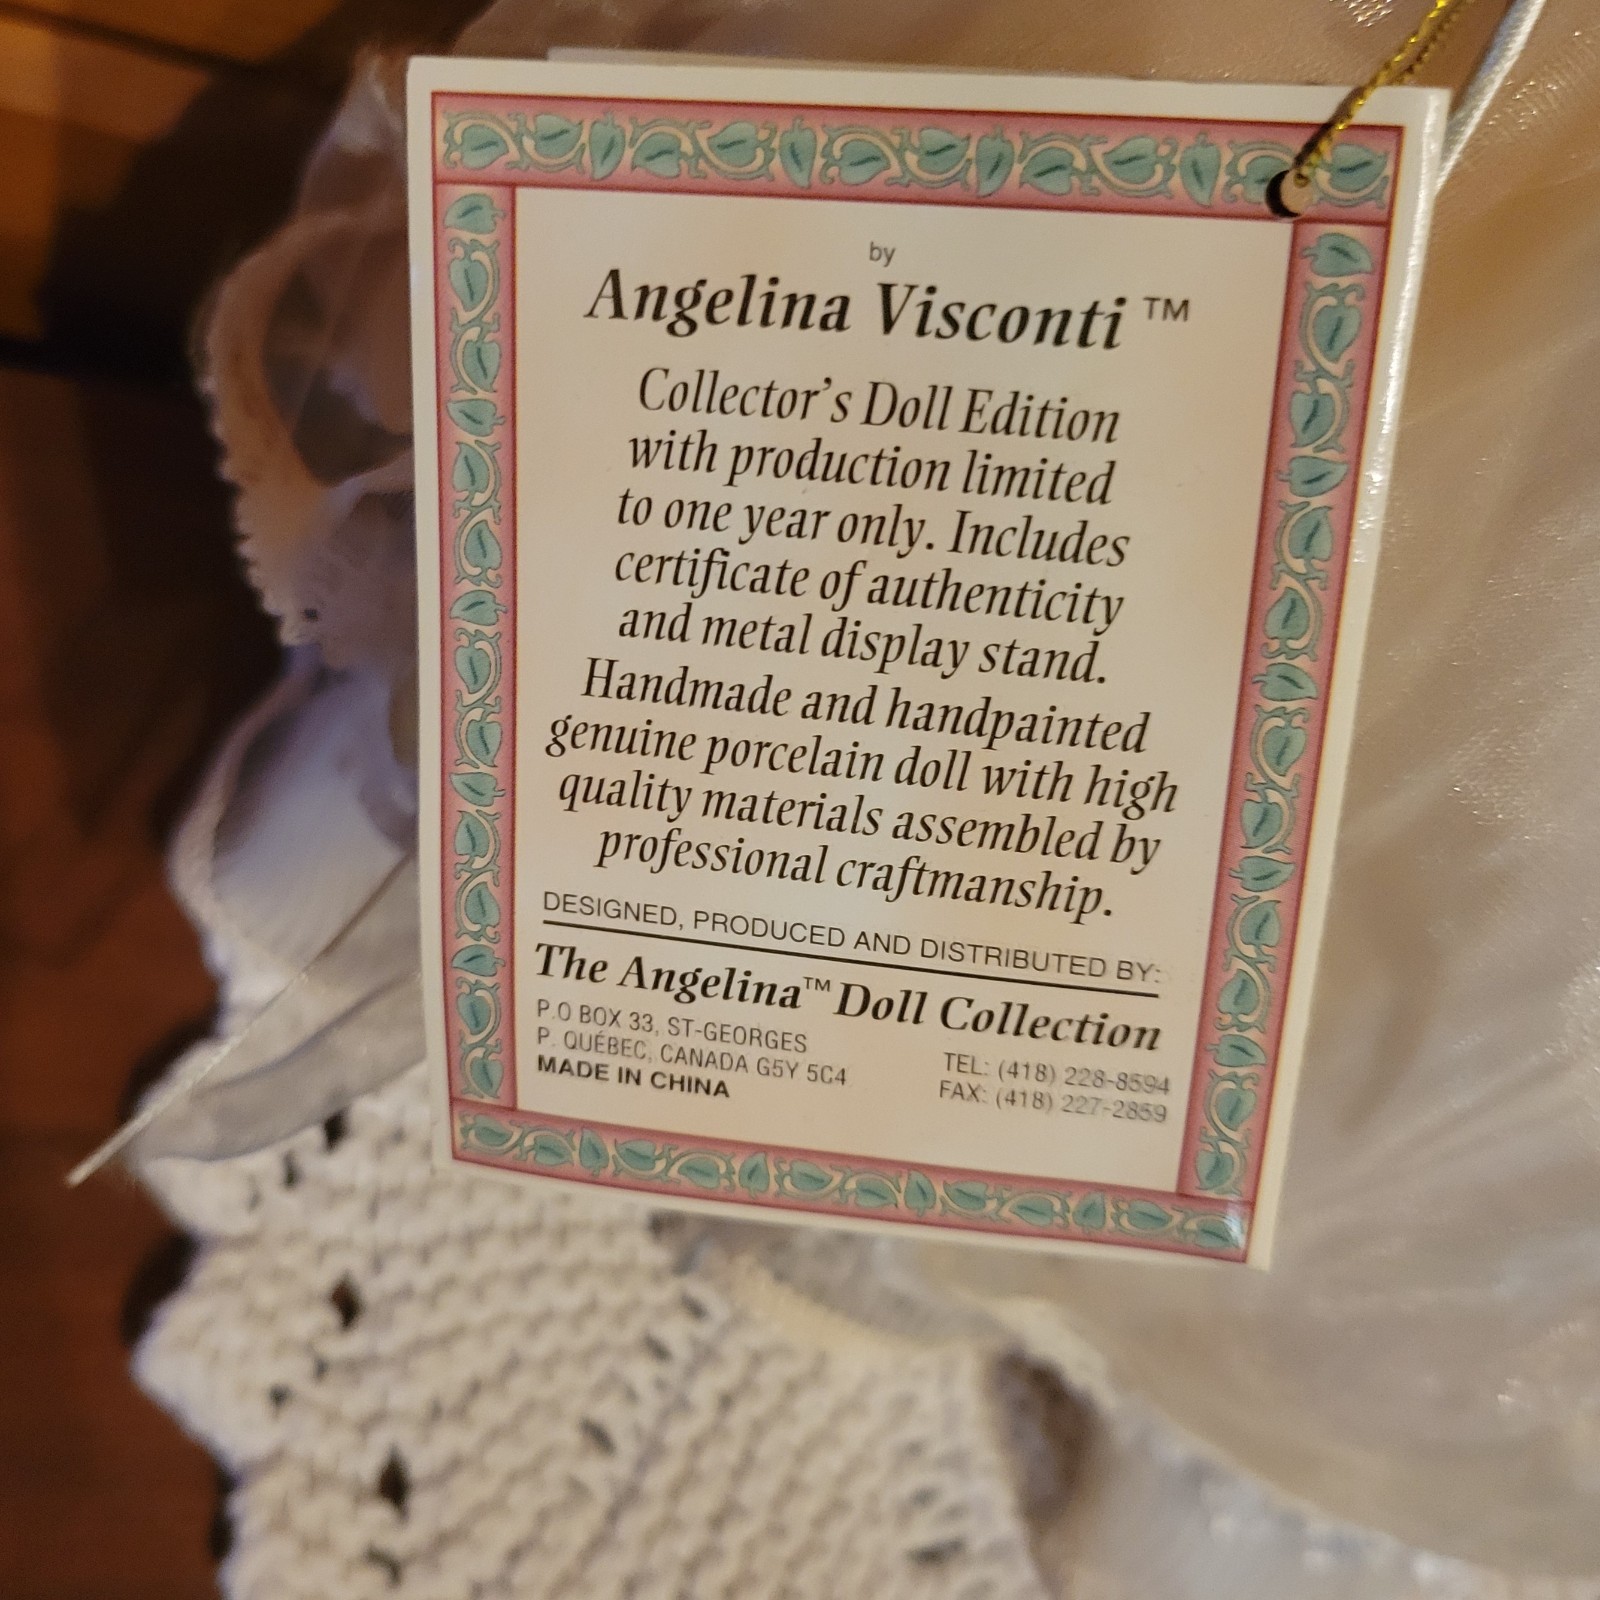 by
Angelina Visconti™
Collector's Doll Edition
with production limited
to one year only. Includes
certificate of authenticity
and metal display stand.
Handmade and handpainted
genuine porcelain doll with high
quality materials assembled by
professional craftmanship.
DESIGNED, PRODUCED AND DISTRIBUTED BY:
The Angelina™ Doll Collection
P.O BOX 33, ST-GEORGES
P. QUÉBEC, CANADA G5Y 5C4
MADE IN CHINA
TEL: (418) 228-8594
FAX: (418) 227-2859